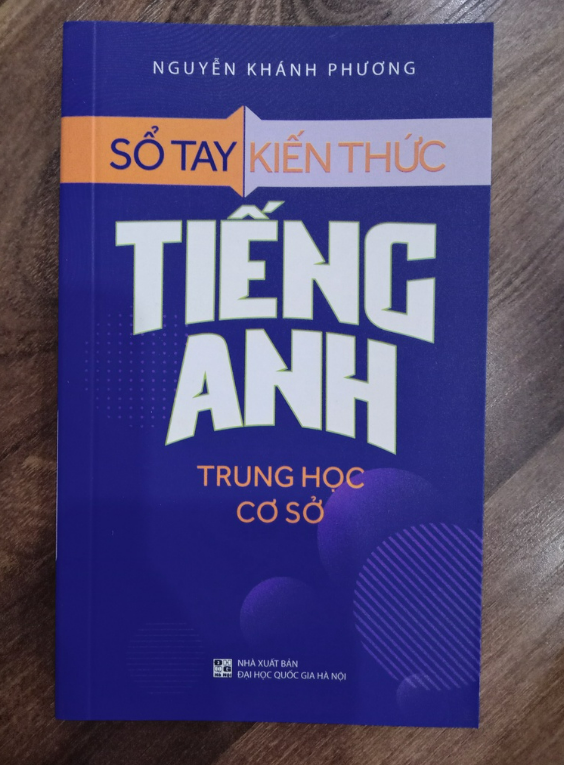 NGUYỄN KHÁNH PHƯƠNG
SỔ TAY KIẾN THỨC
TIẾNG
ANH
TRUNG HỌC
CƠ SỞ
NHÀ XUẤT BẢN
ĐẠI HỌC QUỐC GIA HÀ NỘI